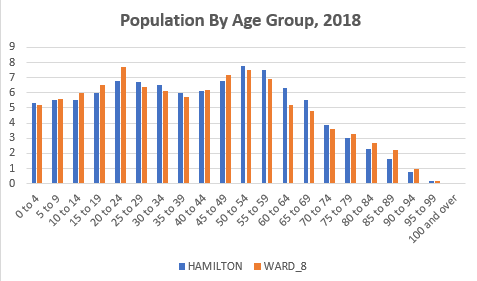 Population By Age Group, 2018
9
8
7
6
5
4
3
2
1
0
0 to 4
5 to 9
10 to 14
15 to 19
20 to 24
25 to 29
30 to 34
35 to 39
40 to 44
45 to 49
50 to 54
55 to 59
60 to 64
65 to 69
70 to 74
75 to 79
80 to 84
85 to 89
90 to 94
95 to 99
100 and over
HAMILTON WARD_8